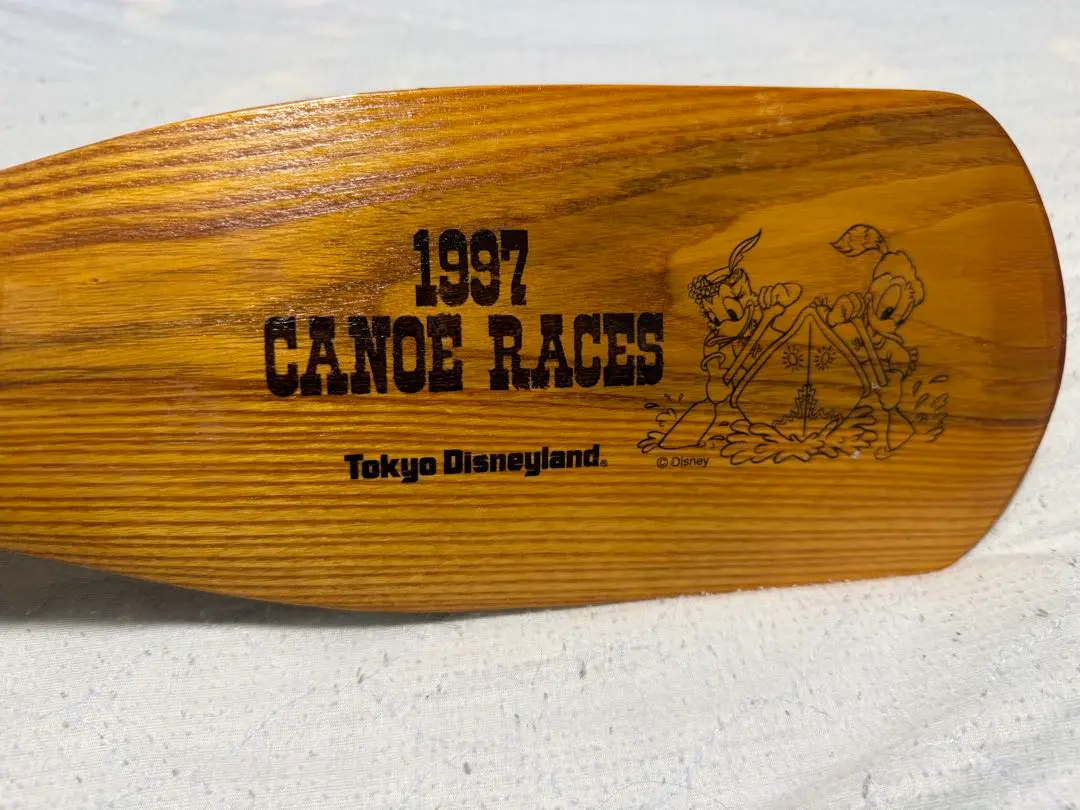 1997
CANOE RACES
Tokyo Disneyland®
© Disney